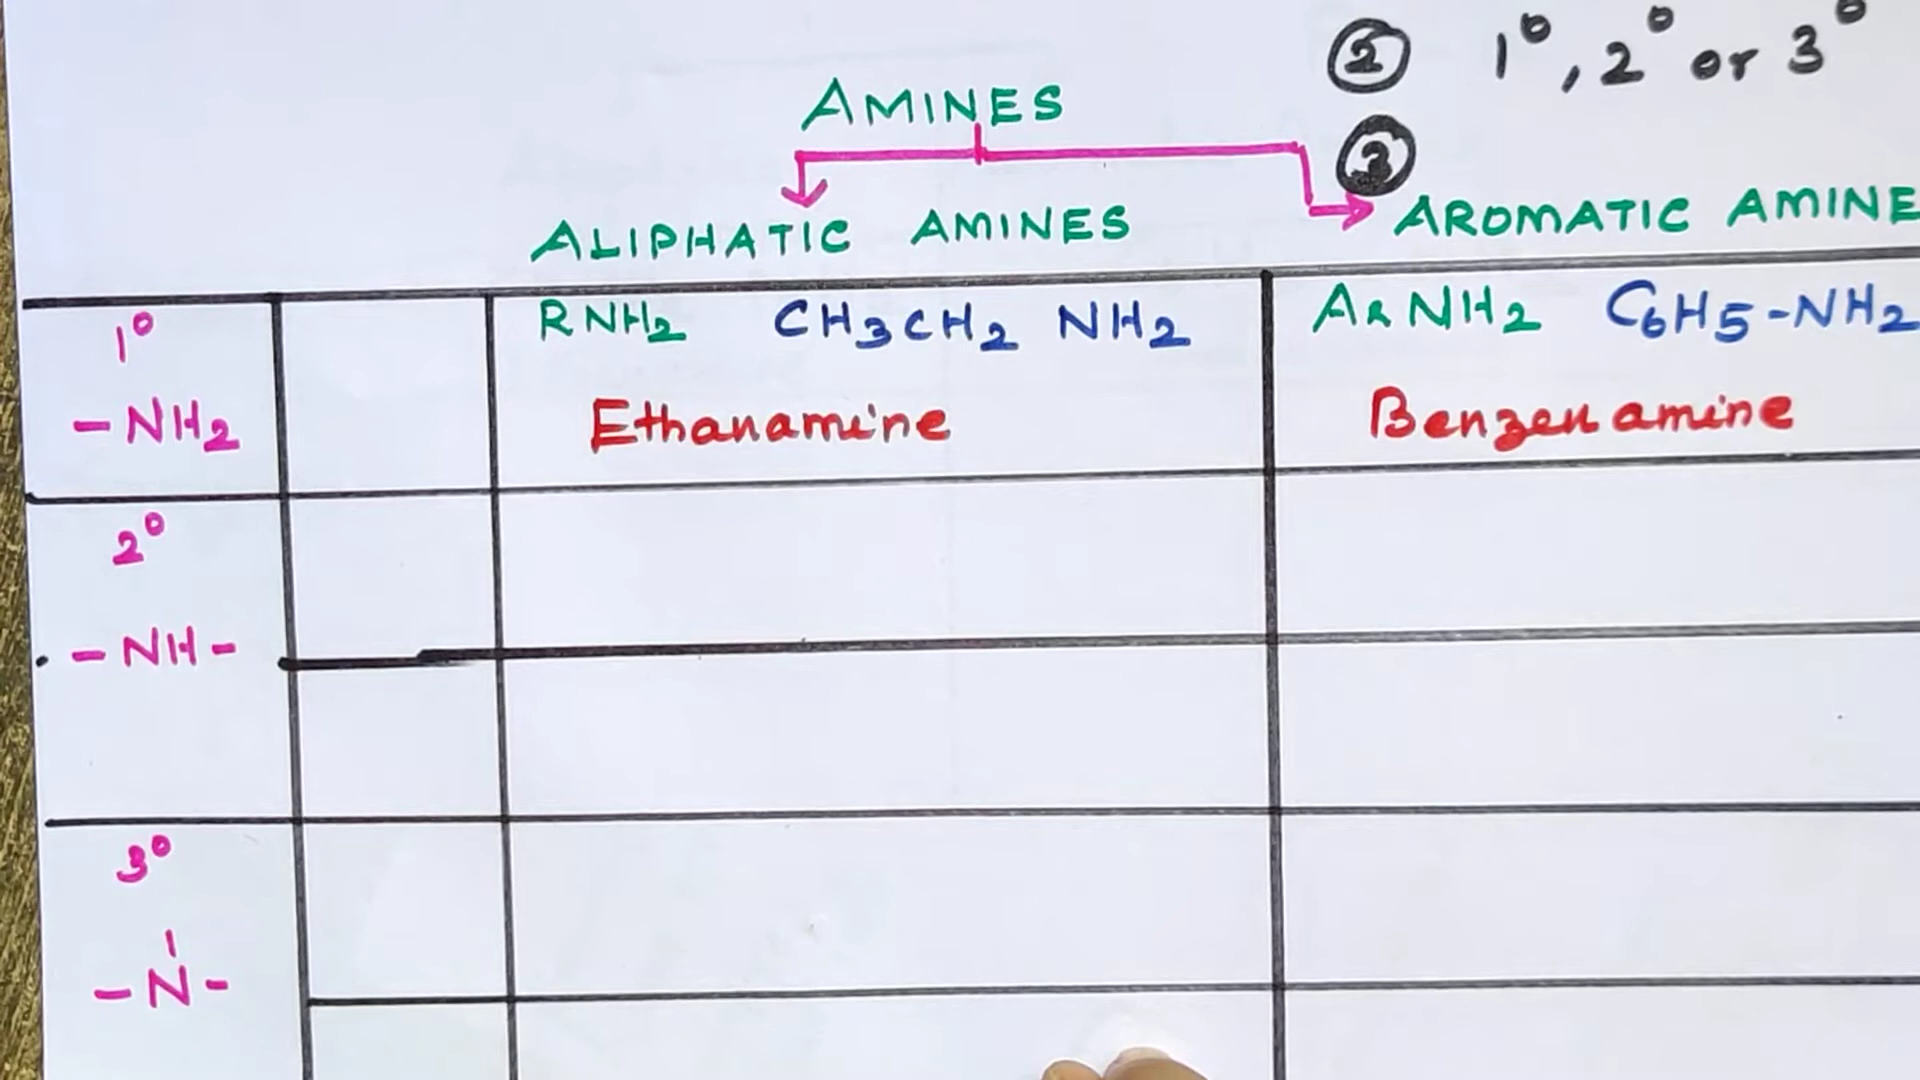 ② 1°, 2° or 3°
AMINES
③
ALIPHATIC AMINES
AROMATIC AMINE
1°
RNH2 CH3CH2 NH2
ArNH2 C6H5-NH2
-NH2
Ethanamine
Benzenamine
2°
-NH-
3°
-N-